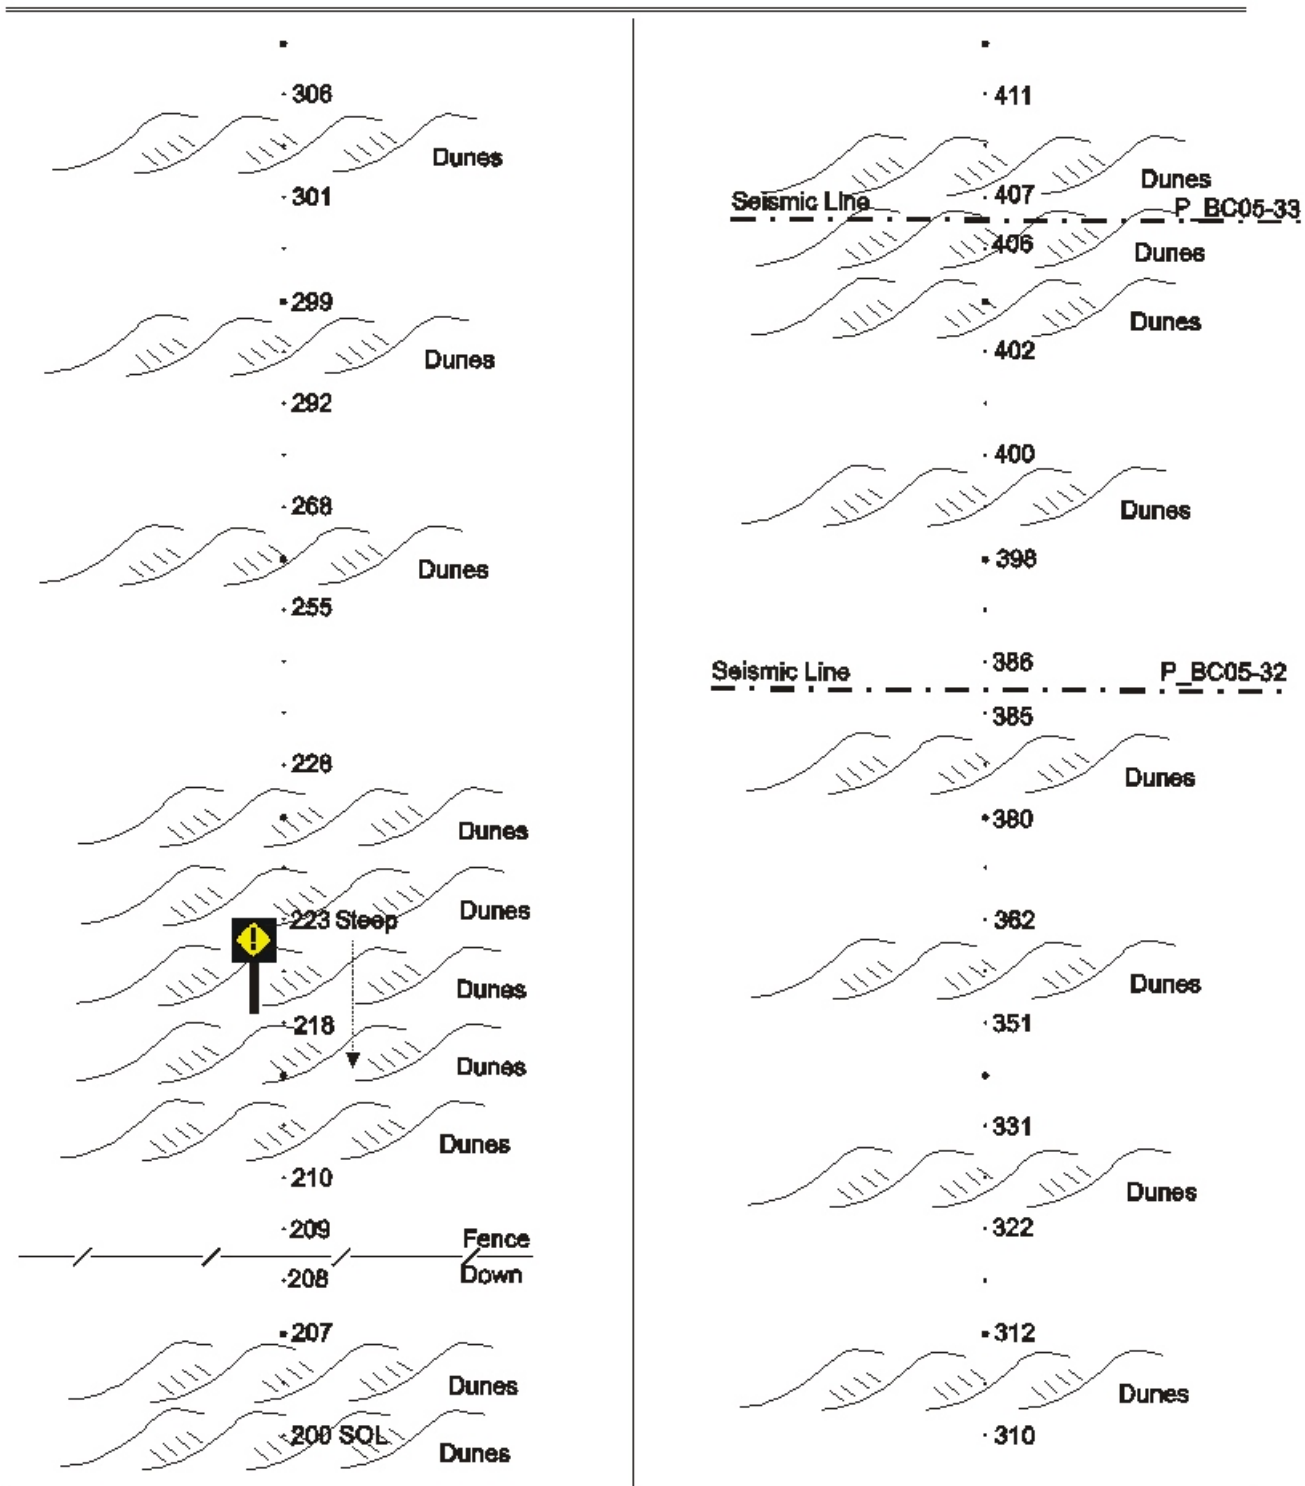 306
Dunes
301
299
Dunes
292
268
Dunes
255
228
Dunes
Dunes
223 Steep
!
Dunes
218
Dunes
Dunes
210
209
Fence
Down
208
207
Dunes
200 SOL
Dunes
411
Dunes
407
Seismic Line P_BC05-33
406
Dunes
Dunes
402
400
Dunes
398
386
Seismic Line P_BC05-32
385
Dunes
380
362
Dunes
351
331
Dunes
322
312
Dunes
310